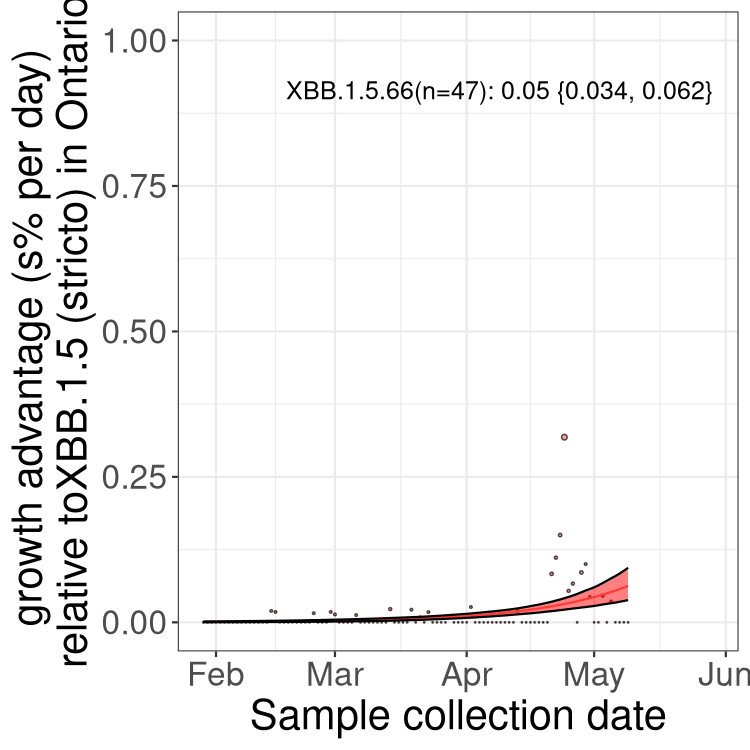 growth advantage (s% per day)
relative toXBB.1.5 (stricto) in Ontario
1.00
0.75
0.50
0.25
0.00
XBB.1.5.66(n=47): 0.05 {0.034, 0.062}
Feb
Mar
Apr
May
Jun
Sample collection date